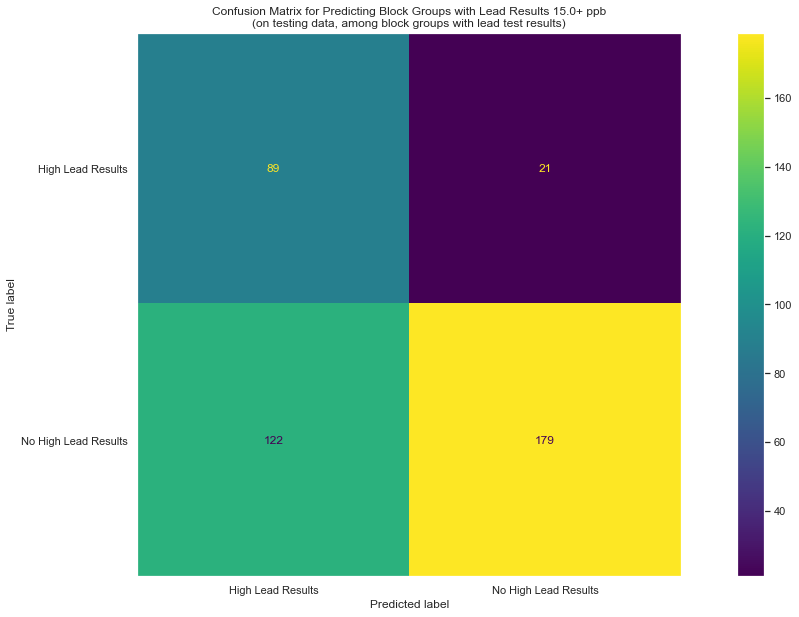 Confusion Matrix for Predicting Block Groups with Lead Results 15.0+ ppb
(on testing data, among block groups with lead test results)
True label
High Lead Results
89
21
No High Lead Results
122
179
High Lead Results
No High Lead Results
Predicted label
160
140
120
100
80
60
40